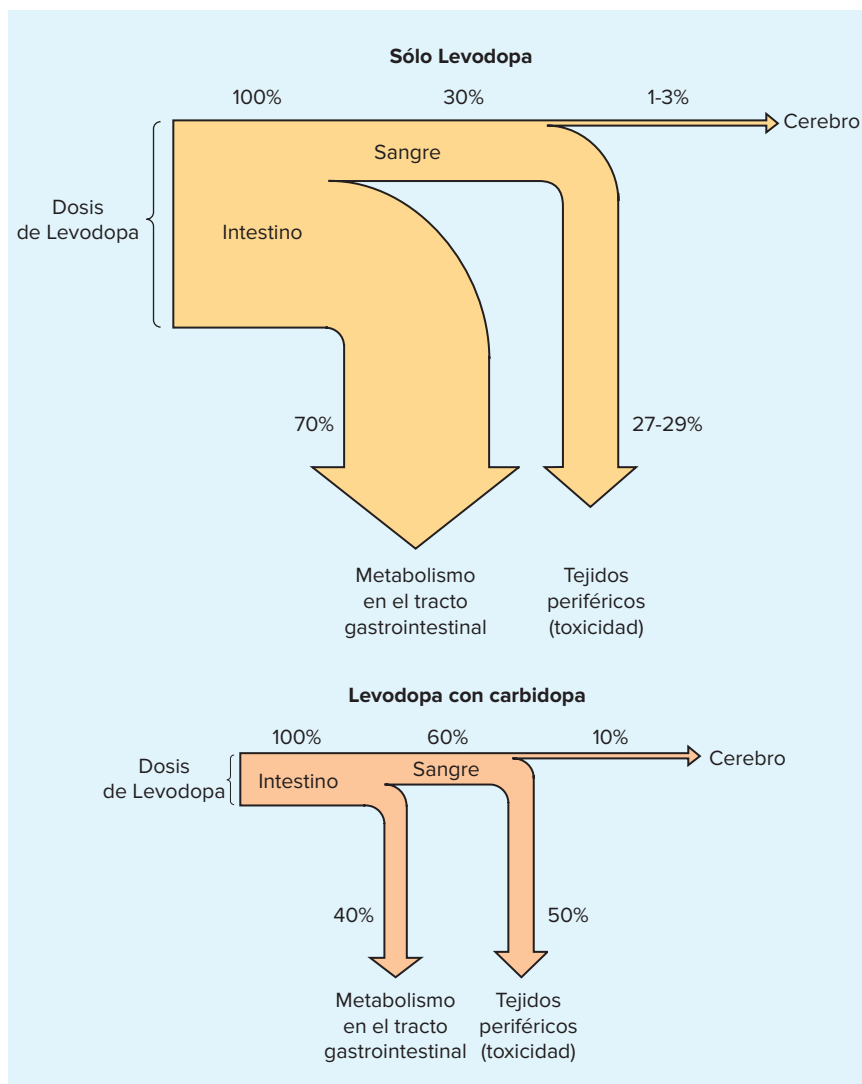 Sólo Levodopa
100% 30% 1-3%
Cerebro
Sangre
Dosis
de Levodopa
Intestino
70%
27-29%
Metabolismo
en el tracto
gastrointestinal
Tejidos
periféricos
(toxicidad)
Levodopa con carbidopa
100% 60% 10%
Cerebro
Dosis
de Levodopa
Intestino
Sangre
40%
50%
Metabolismo
en el tracto
gastrointestinal
Tejidos
periféricos
(toxicidad)